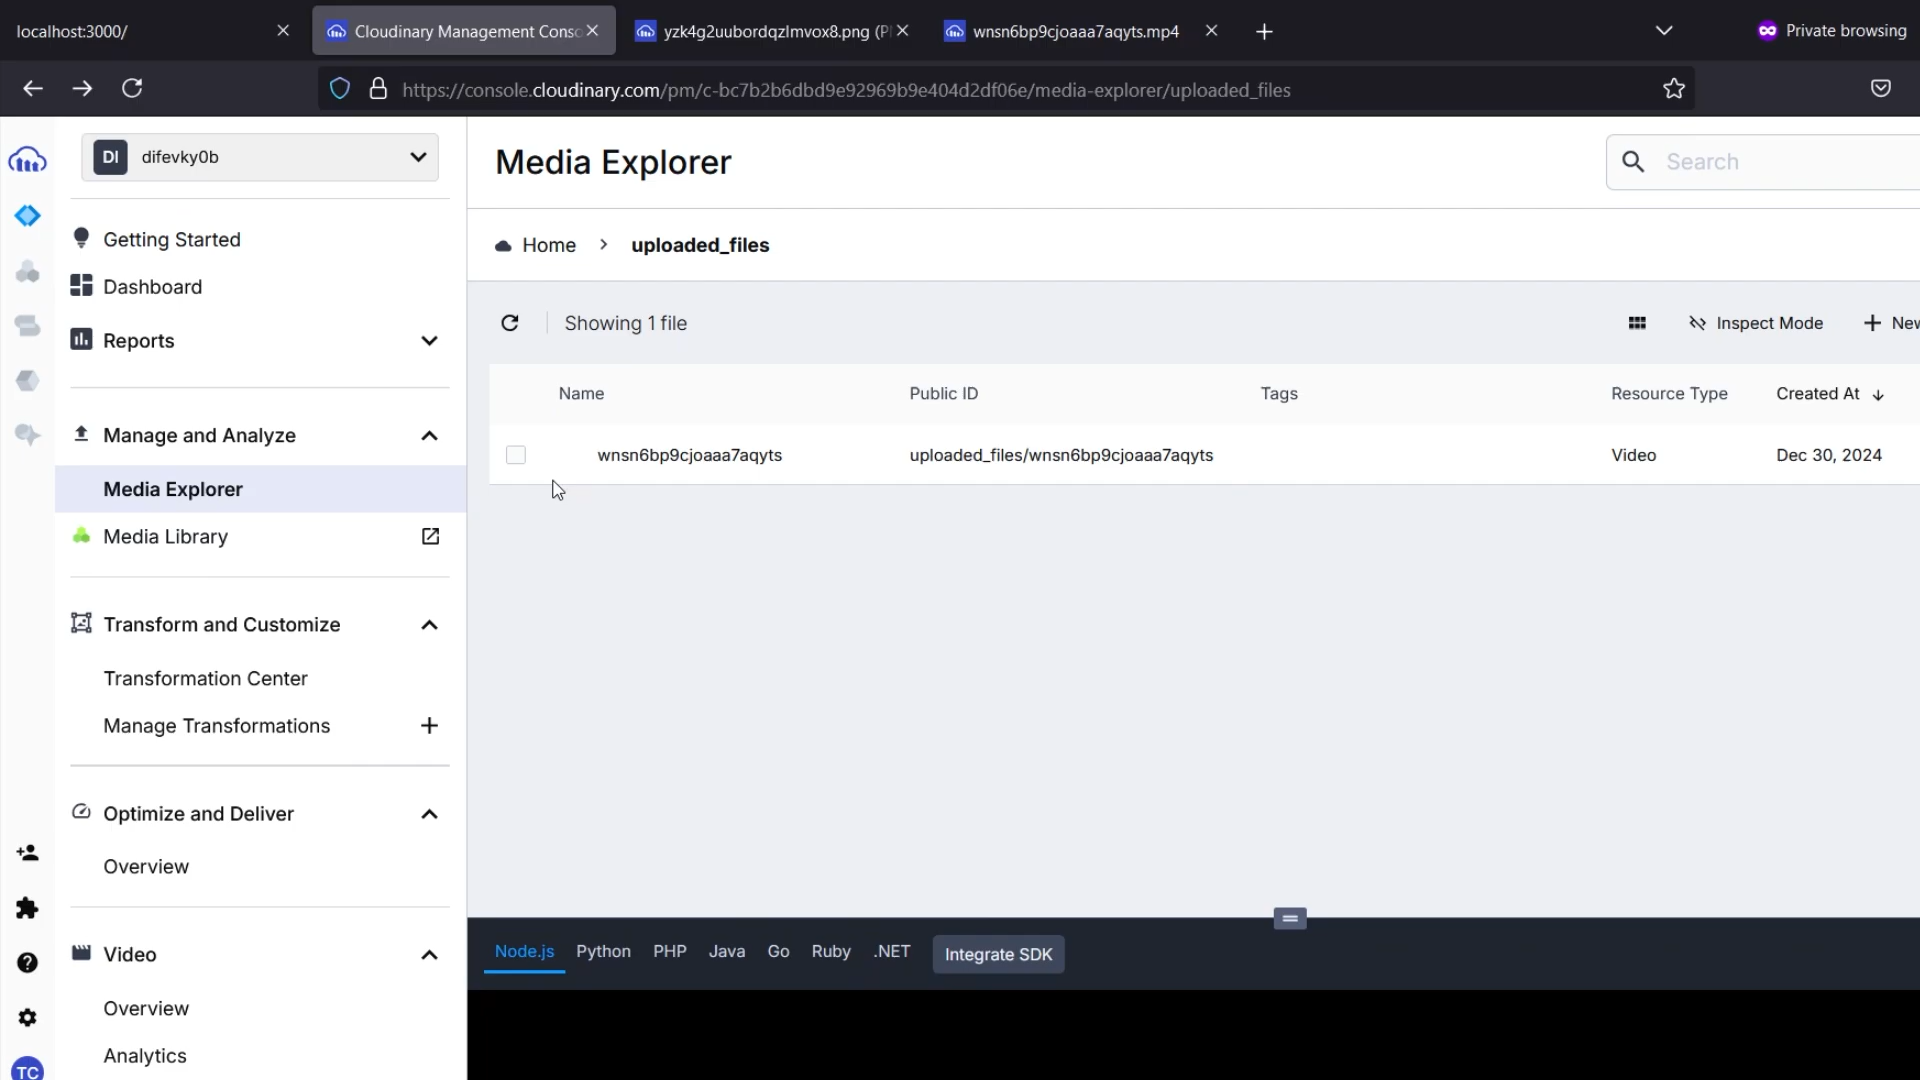 localhost:3000/
Cloudinary Management Conso
yzk4g2uubordqzlmvox8.png (P
wnsn6bp9cjoaaa7aqyts.mp4
Private browsing
https://console.cloudinary.com/pm/c-bc7b2b6dbd9e92969b9e404d2df06e/media-explorer/uploaded_files
DI difevky0b
Getting Started
Dashboard
Reports
Manage and Analyze
Media Explorer
Media Library
Transform and Customize
Transformation Center
Manage Transformations
Optimize and Deliver
Overview
Video
Overview
Analytics
TC
Media Explorer
Search
Home > uploaded_files
Showing 1 file
Inspect Mode
New
Name Public ID Tags Resource Type Created At
wnsn6bp9cjoaaa7aqyts uploaded_files/wnsn6bp9cjoaaa7aqyts Video Dec 30, 2024
Node.js Python PHP Java Go Ruby .NET Integrate SDK